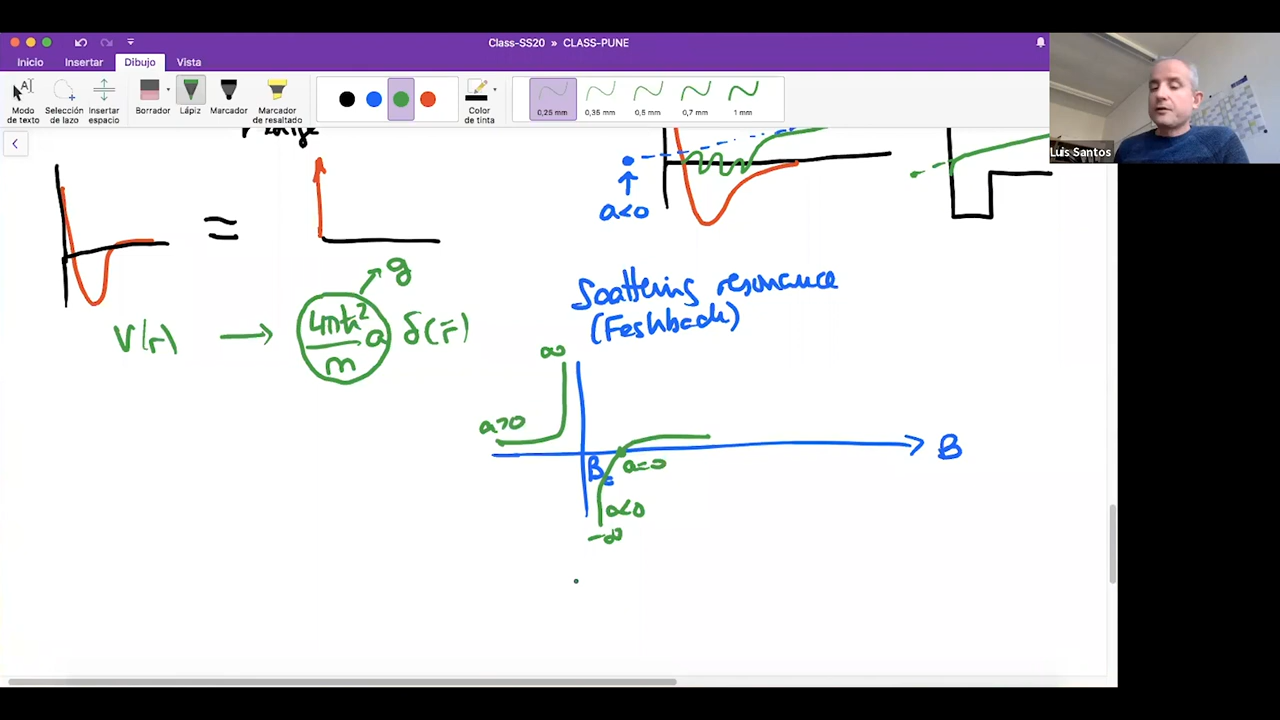 Class-SS20 » CLASS-PUNE
Inicio
Insertar
Dibujo
Vista
Modo de texto
Selección de lazo
Insertar espacio
Borrador
Lápiz
Marcador
Marcador de resaltado
Color de tinta
0,25 mm
0,35 mm
0,5 mm
0,7 mm
1 mm
Luis Santos
a<0
≃
g
V(r) → 4πħ²/m a δ(r̄)
Scattering resonance
(Feshbach)
∞
a>0
B
B₀
a=0
a<0
-∞